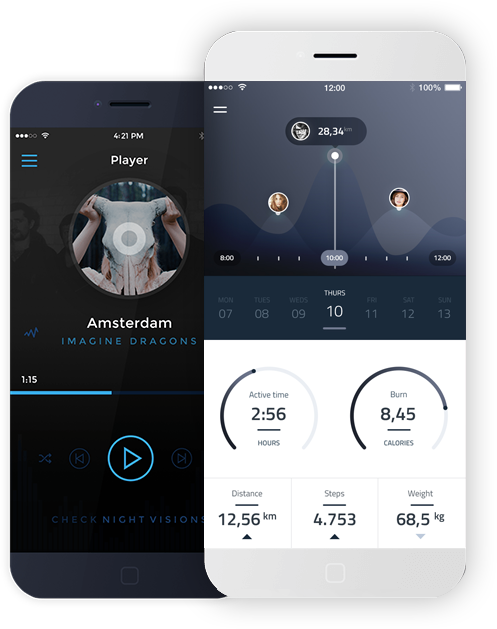 4:21 PM
Player
Amsterdam
IMAGINE DRAGONS
1:15
CHECK NIGHT VISIONS
12:00
100%
28,34 km
8:00
10:00
12:00
MON TUES WEDS THURS FRI SAT SUN
07 08 09 10 11 12 13
Active time
2:56
HOURS
Burn
8,45
CALORIES
Distance Steps Weight
12,56 km 4.753 68,5 kg